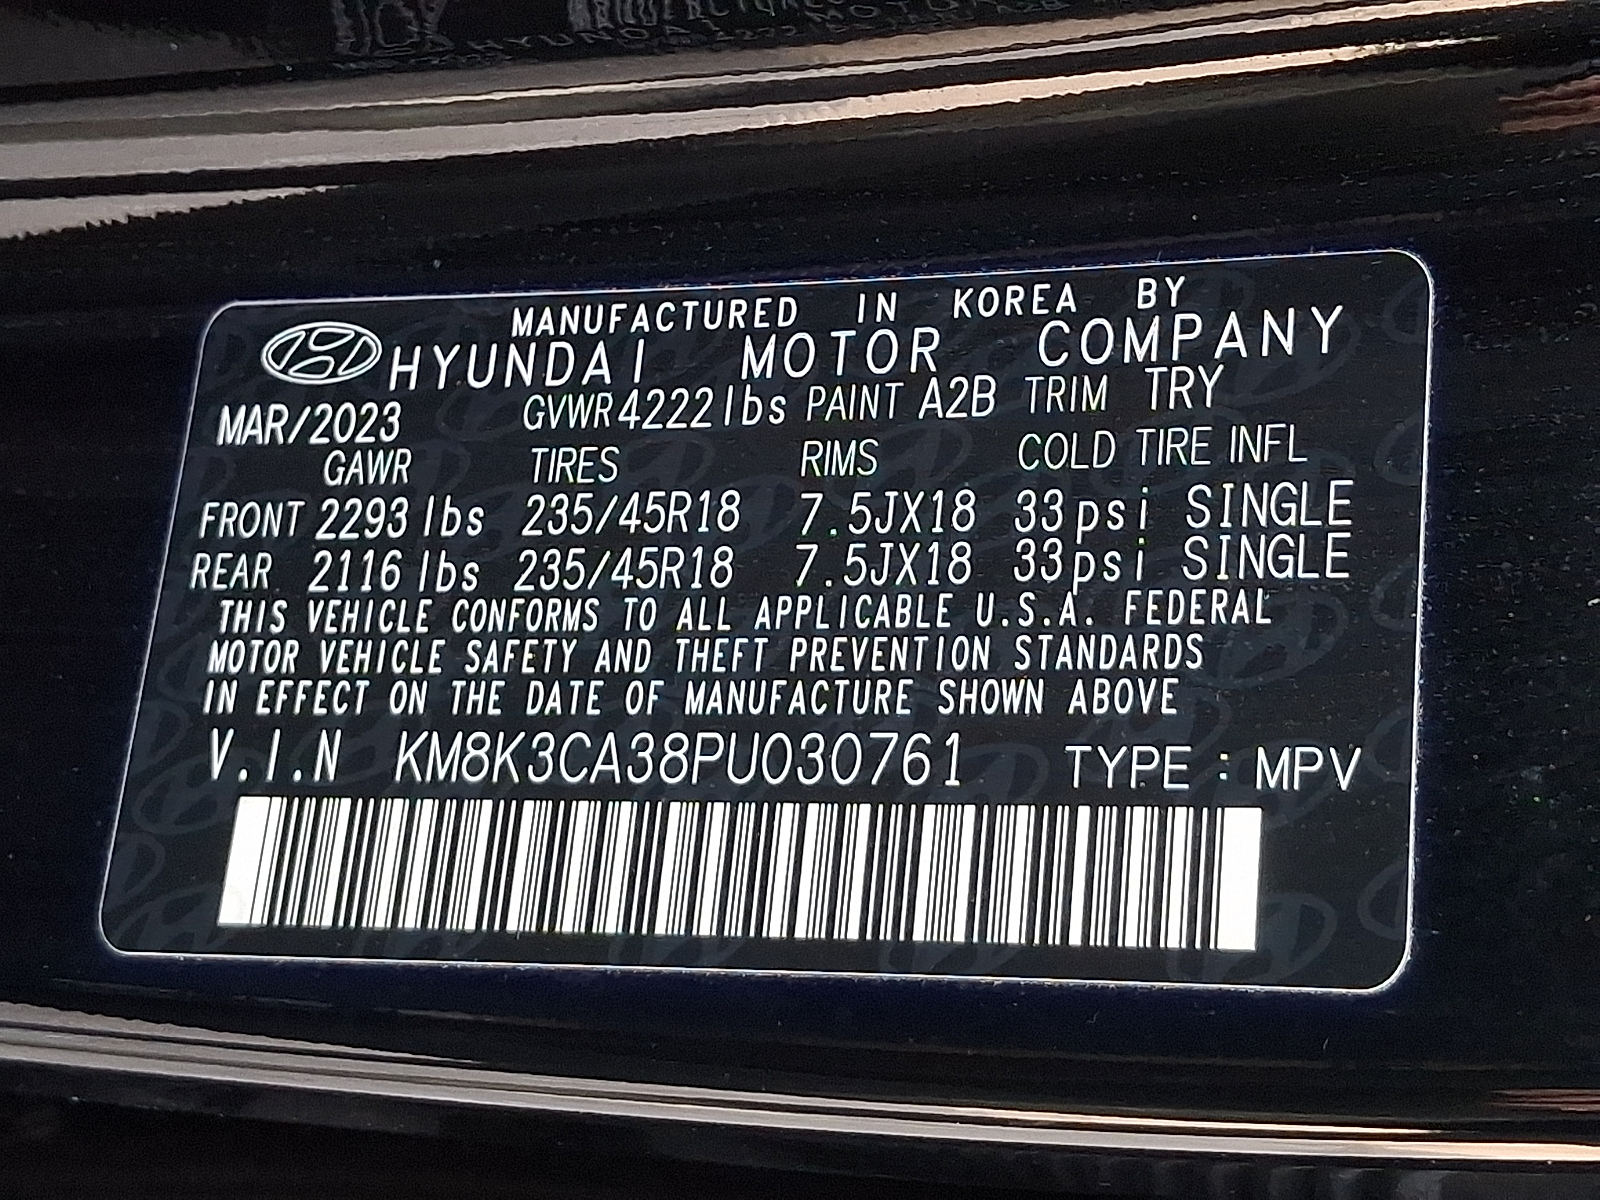 MANUFACTURED IN KOREA BY
HYUNDAI MOTOR COMPANY
MAR/2023 GVWR 4222 lbs PAINT A2B TRIM TRY
GAWR TIRES RIMS COLD TIRE INFL
FRONT 2293 lbs 235/45R18 7.5JX18 33psi SINGLE
REAR 2116 lbs 235/45R18 7.5JX18 33psi SINGLE
THIS VEHICLE CONFORMS TO ALL APPLICABLE U.S.A. FEDERAL
MOTOR VEHICLE SAFETY AND THEFT PREVENTION STANDARDS
IN EFFECT ON THE DATE OF MANUFACTURE SHOWN ABOVE
V.I.N KM8K3CA38PU030761 TYPE : MPV